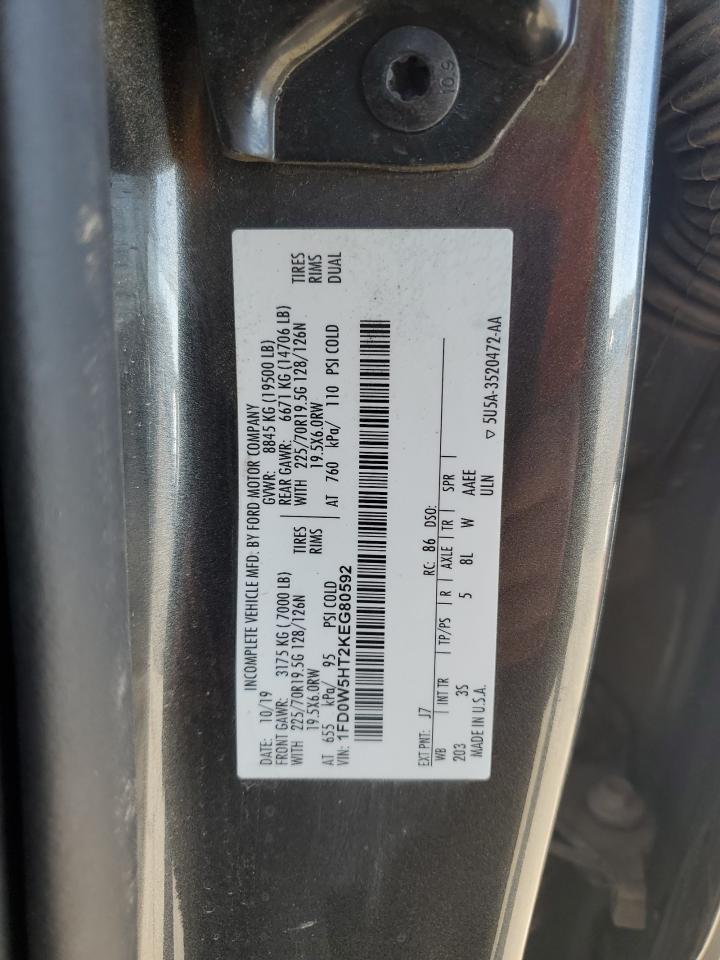 INCOMPLETE VEHICLE MFD. BY FORD MOTOR COMPANY
DATE: 10/19 GVWR: 8845 KG (19500 LB)
FRONT GAWR: 3175 KG ( 7000 LB) REAR GAWR: 6671 KG (14706 LB)
WITH 225/70R19.5G 128/126N TIRES WITH 225/70R19.5G 128/126N TIRES
19.5X6.0RW RIMS 19.5X6.0RW RIMS
AT 655 kPa/ 95 PSI COLD AT 760 kPa/ 110 PSI COLD DUAL
VIN: 1FD0W5HT2KEG80592
EXT PNT: J7 RC: 86 DSO:
WB INT TR TP/PS R AXLE TR SPR
203 3S 5 8L W AAEE
MADE IN U.S.A. ULN
▽ 5U5A-3520472-AA
10.9